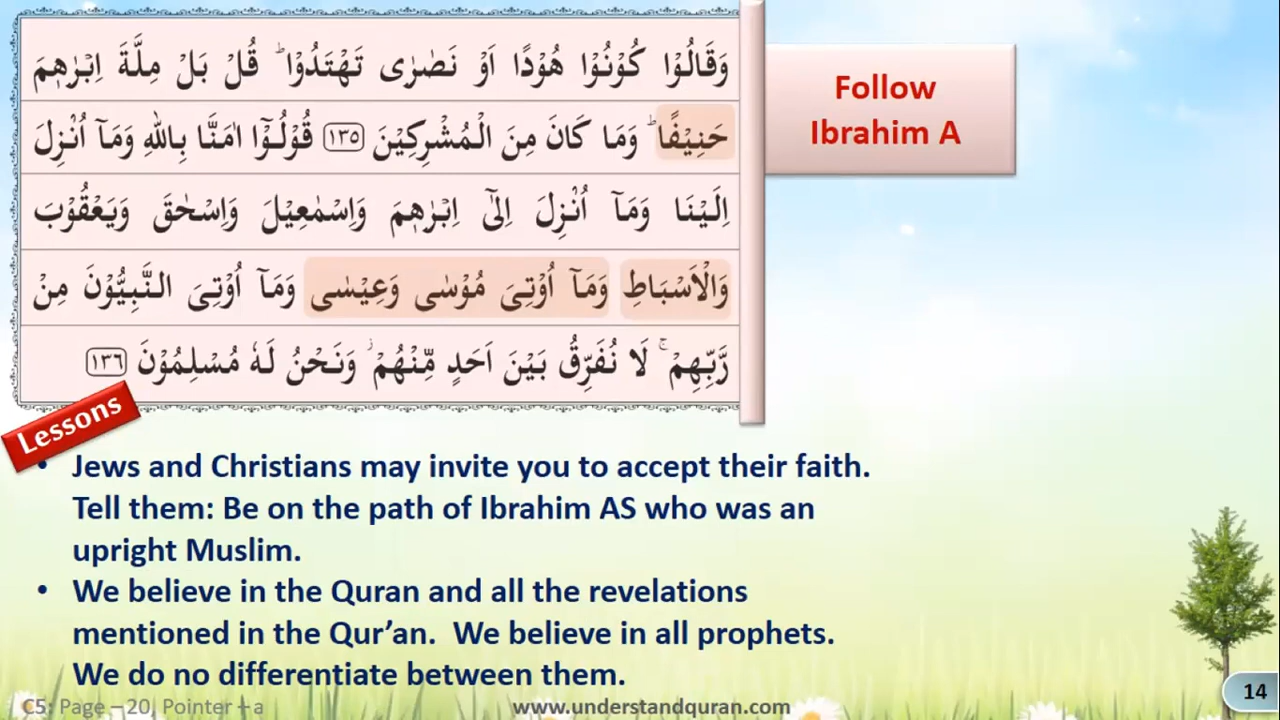 وَقَالُوْا كُوْنُوْا هُوْدًا اَوْ نَصٰرٰى تَهْتَدُوْا ؕ قُلْ بَلْ مِلَّةَ اِبْرٰهٖمَ
حَنِيْفًا ؕ وَمَا كَانَ مِنَ الْمُشْرِكِيْنَ ١٣٥ قُوْلُوْٓا اٰمَنَّا بِاللّٰهِ وَمَآ اُنْزِلَ
اِلَيْنَا وَمَآ اُنْزِلَ اِلٰٓى اِبْرٰهٖمَ وَاِسْمٰعِيْلَ وَاِسْحٰقَ وَيَعْقُوْبَ
وَالْاَسْبَاطِ وَمَآ اُوْتِيَ مُوْسٰى وَعِيْسٰى وَمَآ اُوْتِيَ النَّبِيُّوْنَ مِنْ
رَّبِّهِمْ ۚ لَا نُفَرِّقُ بَيْنَ اَحَدٍ مِّنْهُمْ ؗ وَنَحْنُ لَهٗ مُسْلِمُوْنَ ١٣٦
Follow
Ibrahim A
Lessons
• Jews and Christians may invite you to accept their faith.
Tell them: Be on the path of Ibrahim AS who was an
upright Muslim.
• We believe in the Quran and all the revelations
mentioned in the Qur’an. We believe in all prophets.
We do no differentiate between them.
C5: Page – 20, Pointer – a
www.understandquran.com
14